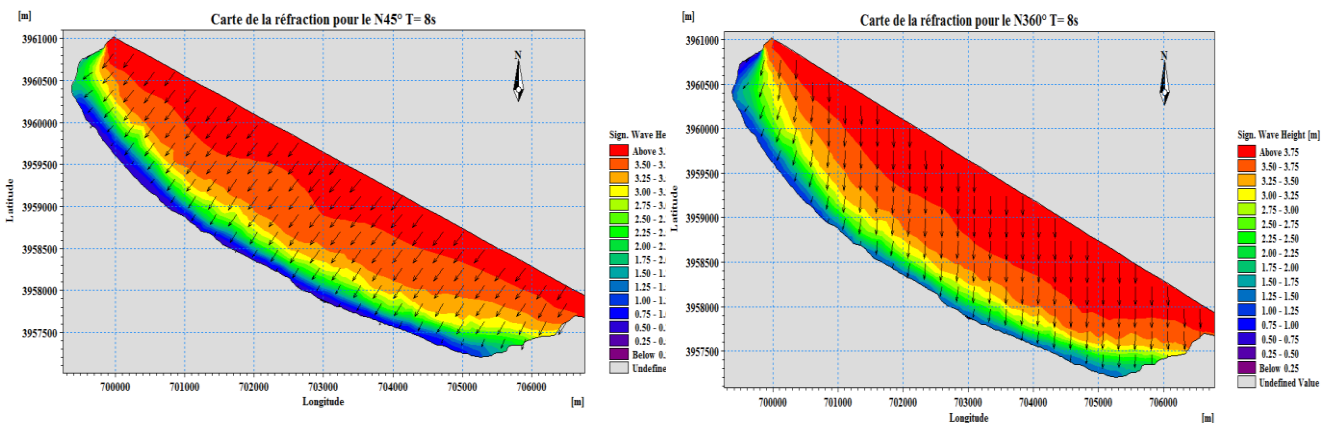 [m]
Carte de la réfraction pour le N45° T= 8s
3961000
3960500
3960000
3959500
3959000
3958500
3958000
3957500
Latitude
N
Sign. Wave He
Above 3.
3.50 - 3.
3.25 - 3.
3.00 - 3.
2.75 - 3.
2.50 - 2.
2.25 - 2.
2.00 - 2.
1.75 - 2.
1.50 - 1.
1.25 - 1.
1.00 - 1.
0.75 - 1.
0.50 - 0.
0.25 - 0.
Below 0.
Undefine
700000 701000 702000 703000 704000 705000 706000
Longitude [m]
[m]
Carte de la réfraction pour le N360° T= 8s
3961000
3960500
3960000
3959500
3959000
3958500
3958000
3957500
Latitude
N
Sign. Wave Height [m]
Above 3.75
3.50 - 3.75
3.25 - 3.50
3.00 - 3.25
2.75 - 3.00
2.50 - 2.75
2.25 - 2.50
2.00 - 2.25
1.75 - 2.00
1.50 - 1.75
1.25 - 1.50
1.00 - 1.25
0.75 - 1.00
0.50 - 0.75
0.25 - 0.50
Below 0.25
Undefined Value
700000 701000 702000 703000 704000 705000 706000
Longitude [m]